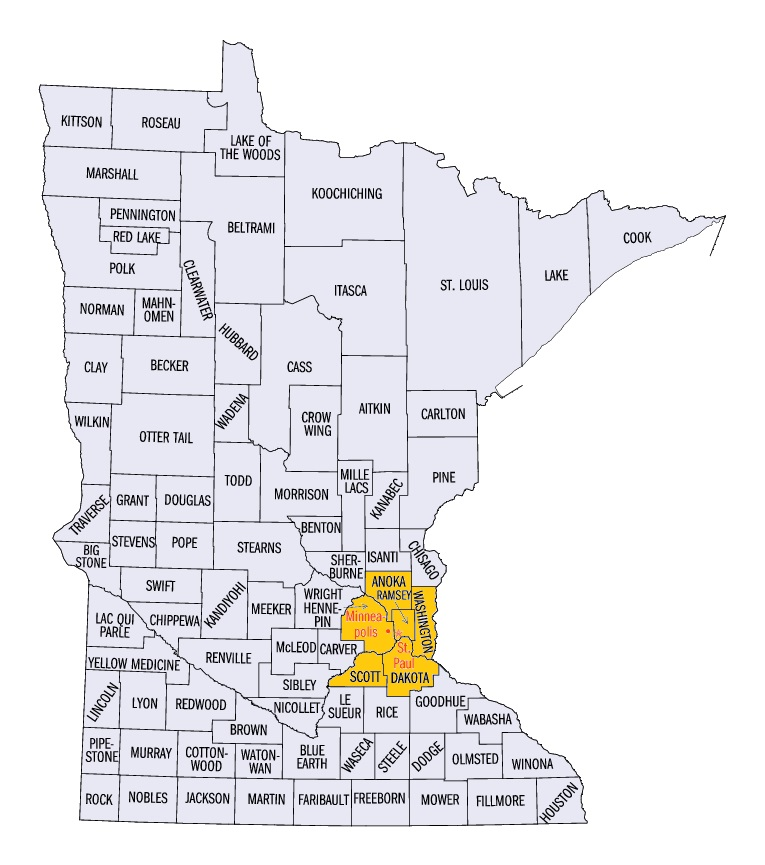 KITTSON
ROSEAU
LAKE OF
THE WOODS
MARSHALL
KOOCHICHING
PENNINGTON
RED LAKE
BELTRAMI
COOK
POLK
CLEARWATER
ITASCA
ST. LOUIS
LAKE
NORMAN
MAHN-
OMEN
HUBBARD
CLAY
BECKER
CASS
WADENA
CROW
WING
AITKIN
CARLTON
WILKIN
OTTER TAIL
TODD
MILLE
LACS
KANABEC
PINE
TRAVERSE
GRANT
DOUGLAS
MORRISON
BENTON
BIG
STONE
STEVENS
POPE
STEARNS
SHER-
BURNE
ISANTI
CHISAGO
SWIFT
KANDIYOHI
MEEKER
WRIGHT
ANOKA
RAMSEY
WASHINGTON
HENNE-
PIN
Minnea-
polis
St.
Paul
LAC QUI
PARLE
CHIPPEWA
McLEOD
CARVER
YELLOW MEDICINE
RENVILLE
SIBLEY
SCOTT
DAKOTA
LINCOLN
LYON
REDWOOD
NICOLLET
LE
SUEUR
RICE
GOODHUE
WABASHA
BROWN
PIPE-
STONE
MURRAY
COTTON-
WOOD
WATON-
WAN
BLUE
EARTH
WASECA
STEELE
DODGE
OLMSTED
WINONA
ROCK
NOBLES
JACKSON
MARTIN
FARIBAULT
FREEBORN
MOWER
FILLMORE
HOUSTON